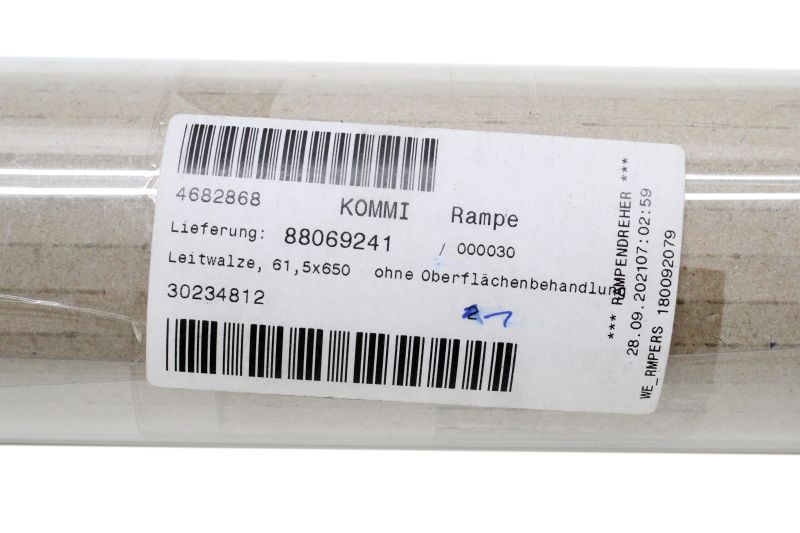 4682868
KOMMI Rampe
Lieferung: 88069241 / 000030
Leitwalze, 61,5x650 ohne Oberflächenbehandlung
30234812
*** RAMPENDREHER ***
28.09.202107:02:59
WE_RMPERS 180092079